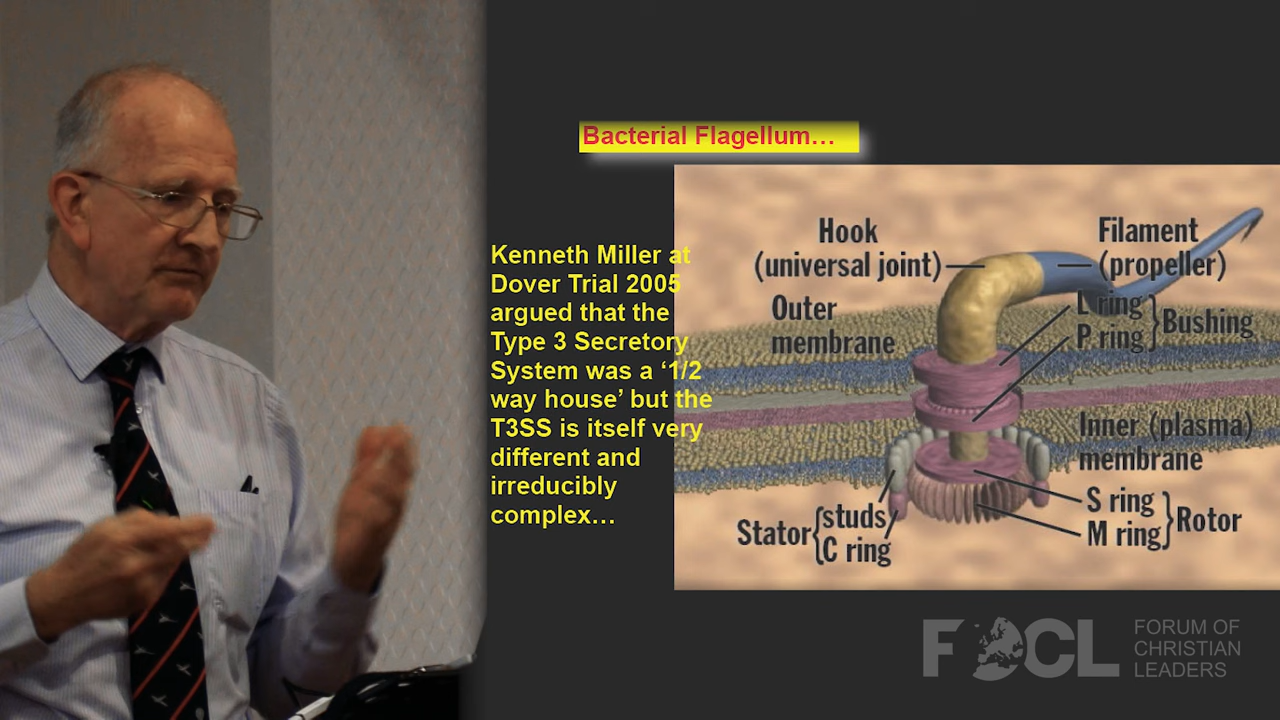 Bacterial Flagellum…
Kenneth Miller at
Dover Trial 2005
argued that the
Type 3 Secretory
System was a ‘1/2
way house’ but the
T3SS is itself very
different and
irreducibly
complex…
Hook
(universal joint)
Filament
(propeller)
Outer
membrane
L ring
P ring
Bushing
Inner (plasma)
membrane
Stator
studs
C ring
S ring
M ring
Rotor
FOCL
FORUM OF
CHRISTIAN
LEADERS